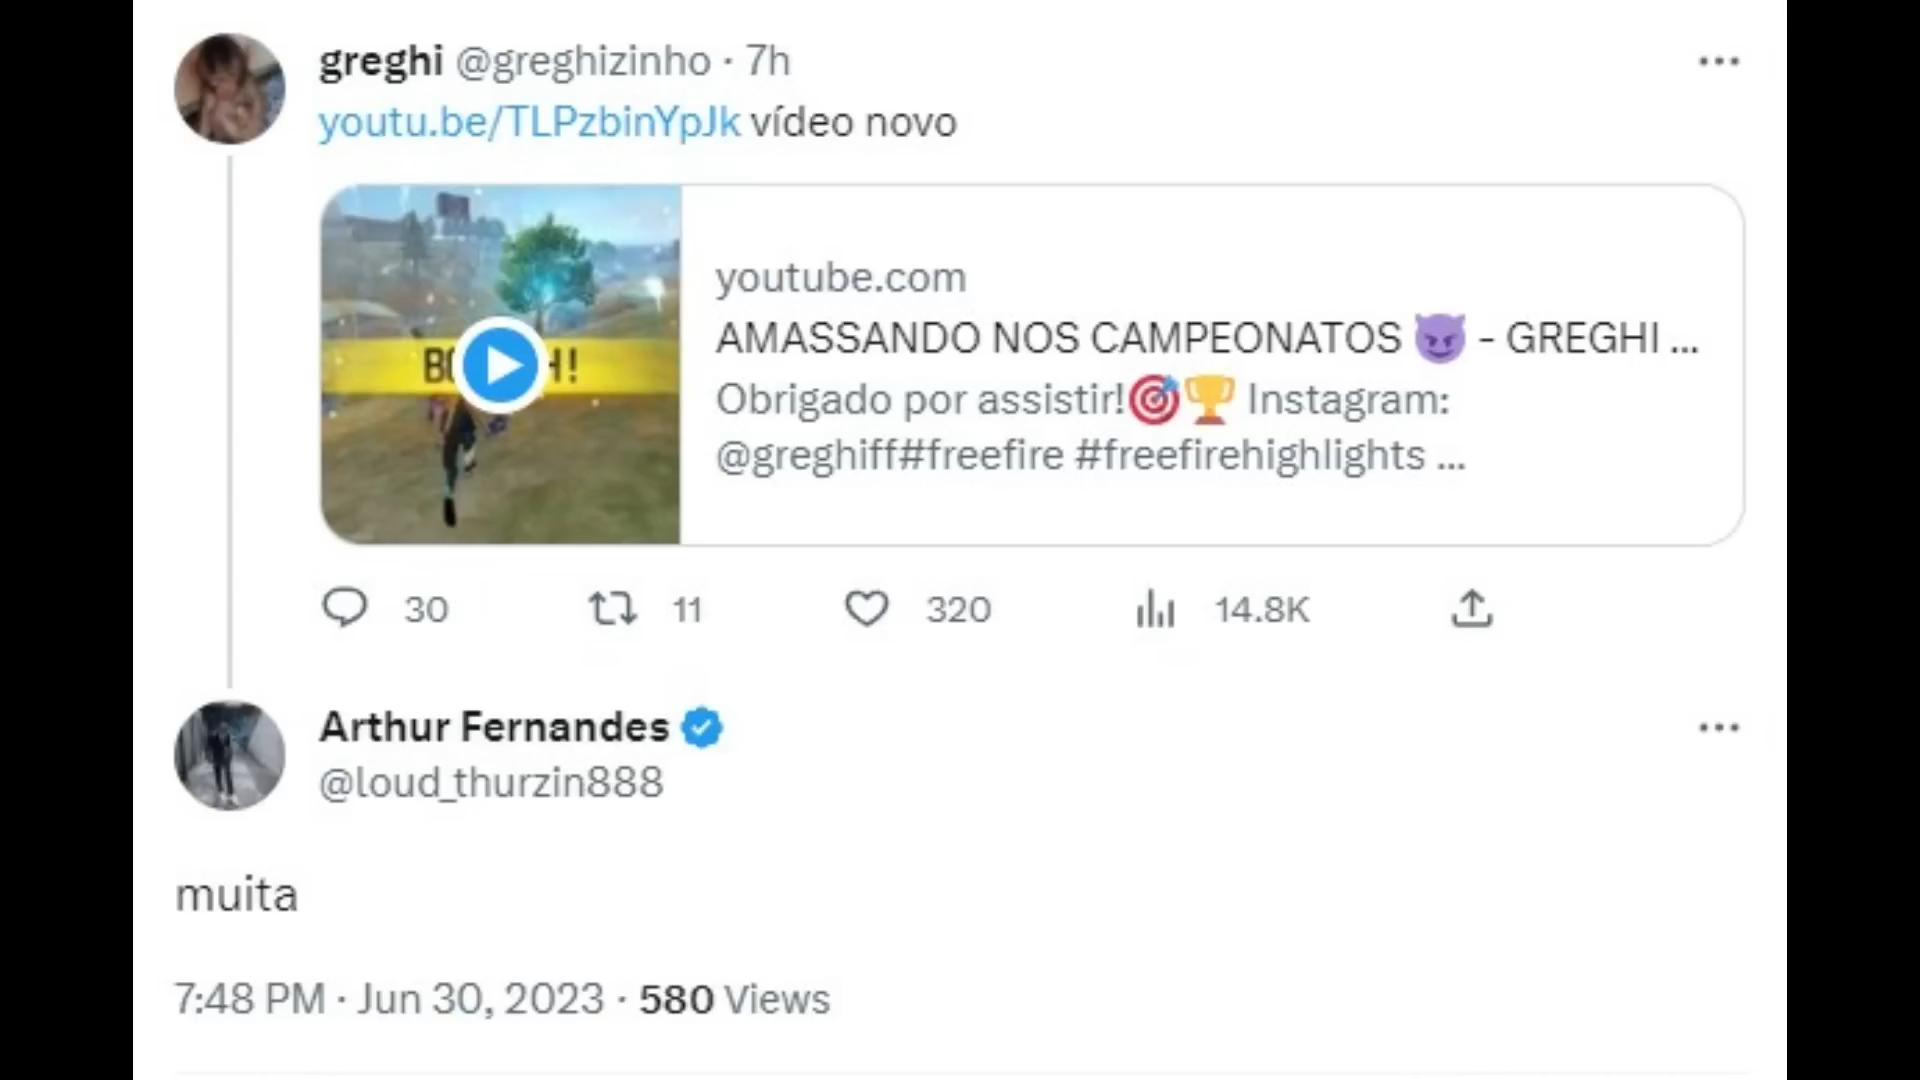 greghi @greghizinho · 7h
youtu.be/TLPzbinYpJk vídeo novo
youtube.com
AMASSANDO NOS CAMPEONATOS 😈 - GREGHI ...
Obrigado por assistir!🎯🏆 Instagram:
@greghiff#freefire #freefirehighlights ...
30 11 320 14.8K
Arthur Fernandes
@loud_thurzin888
muita
7:48 PM · Jun 30, 2023 · 580 Views